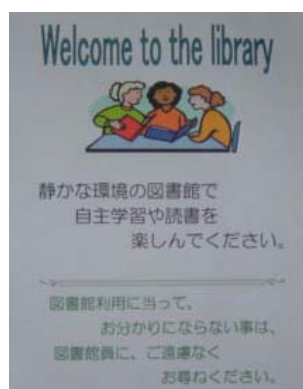 Welcome to the library
静かな環境の図書館で
自主学習や読書を
楽しんでください。
図書館利用に当って、
お分かりにならない事は、
図書館員に、ご遠慮なく
お尋ねください。